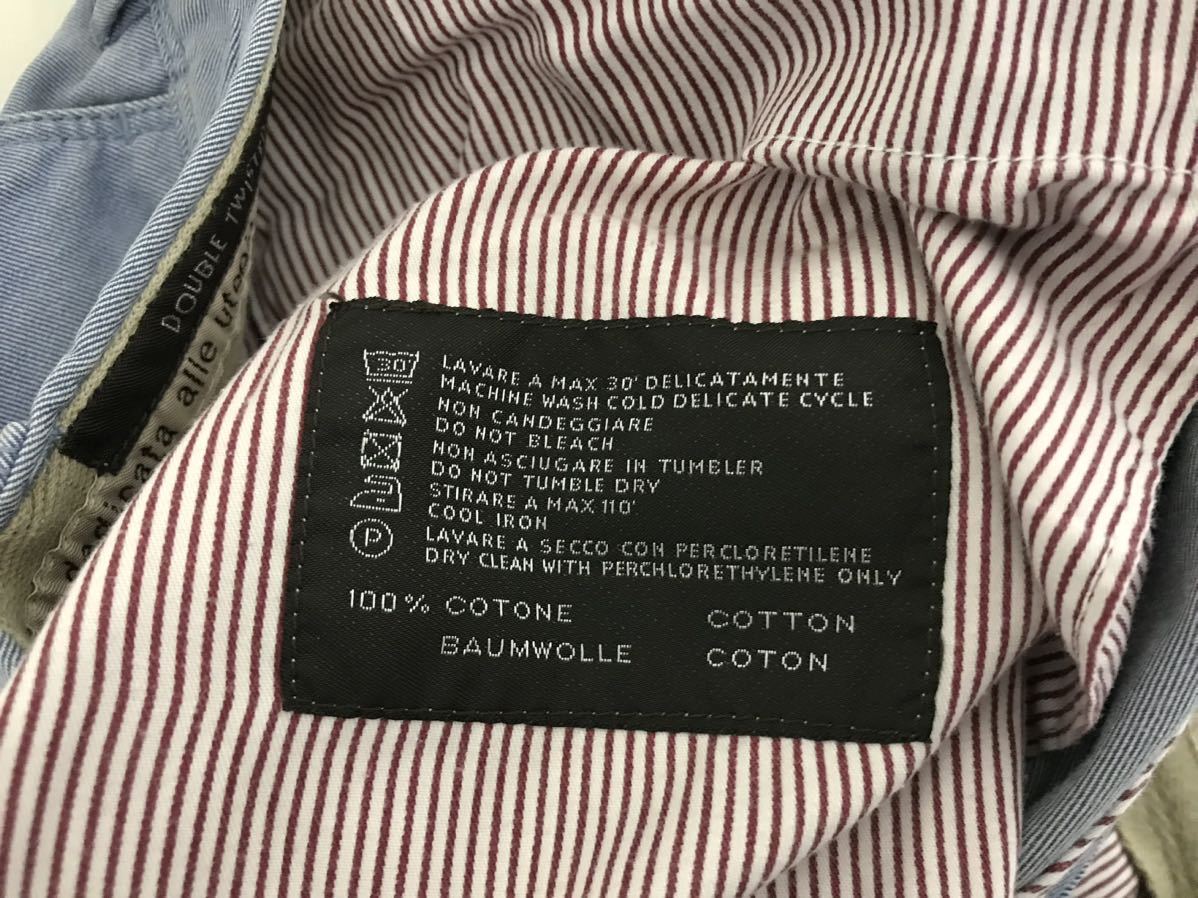 DOUBLE
alle
30°
LAVARE A MAX 30° DELICATAMENTE
MACHINE WASH COLD DELICATE CYCLE
NON CANDEGGIARE
DO NOT BLEACH
NON ASCIUGARE IN TUMBLER
DO NOT TUMBLE DRY
STIRARE A MAX 110°
COOL IRON
P
LAVARE A SECCO CON PERCLORETILENE
DRY CLEAN WITH PERCHLORETHYLENE ONLY
100% COTONE COTTON
BAUMWOLLE COTON